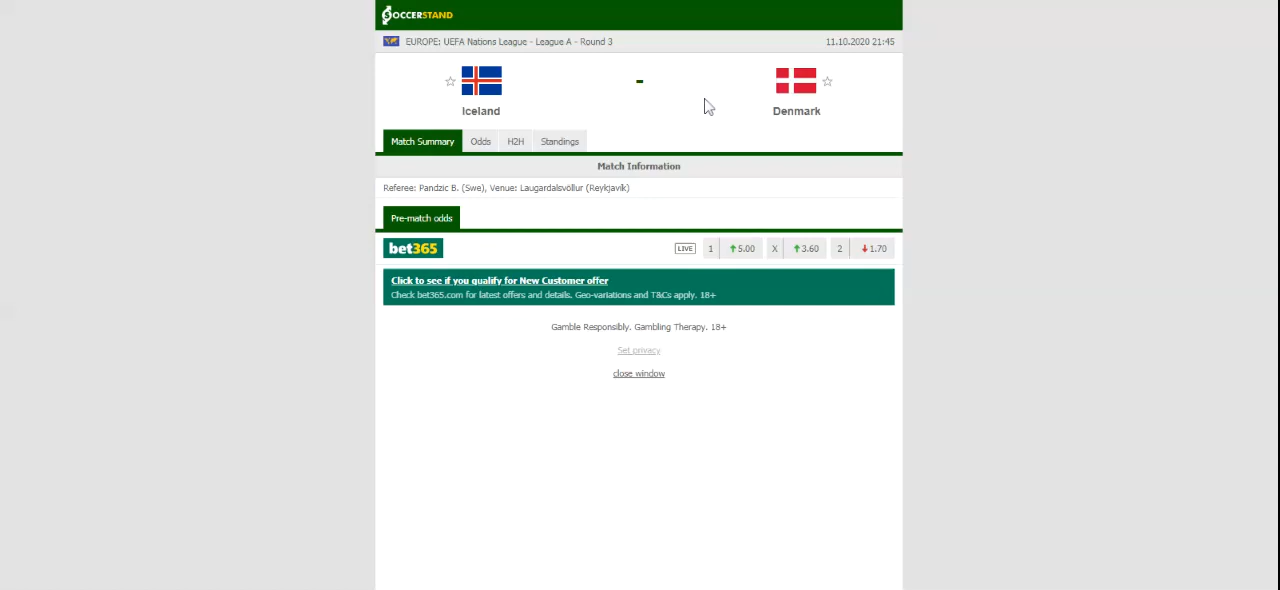 SOCCERSTAND
EUROPE: UEFA Nations League - League A - Round 3 11.10.2020 21:45
-
Iceland Denmark
Match Summary Odds H2H Standings
Match Information
Referee: Pandzic B. (Swe), Venue: Laugardalsvöllur (Reykjavík)
Pre-match odds
bet365 LIVE 1 5.00 X 3.60 2 1.70
Click to see if you qualify for New Customer offer
Check bet365.com for latest offers and details. Geo-variations and T&Cs apply. 18+
Gamble Responsibly. Gambling Therapy. 18+
Set privacy
close window